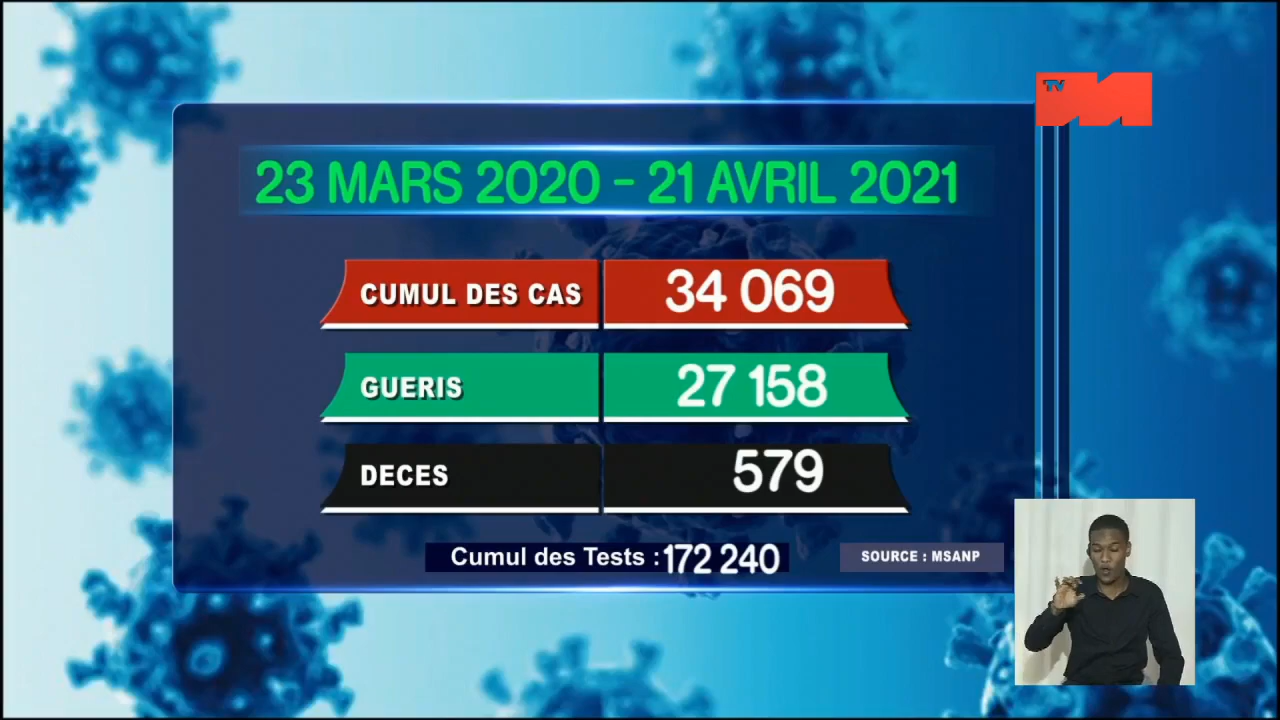 TVM
23 MARS 2020 - 21 AVRIL 2021
CUMUL DES CAS 34 069
GUERIS 27 158
DECES 579
Cumul des Tests : 172 240
SOURCE : MSANP